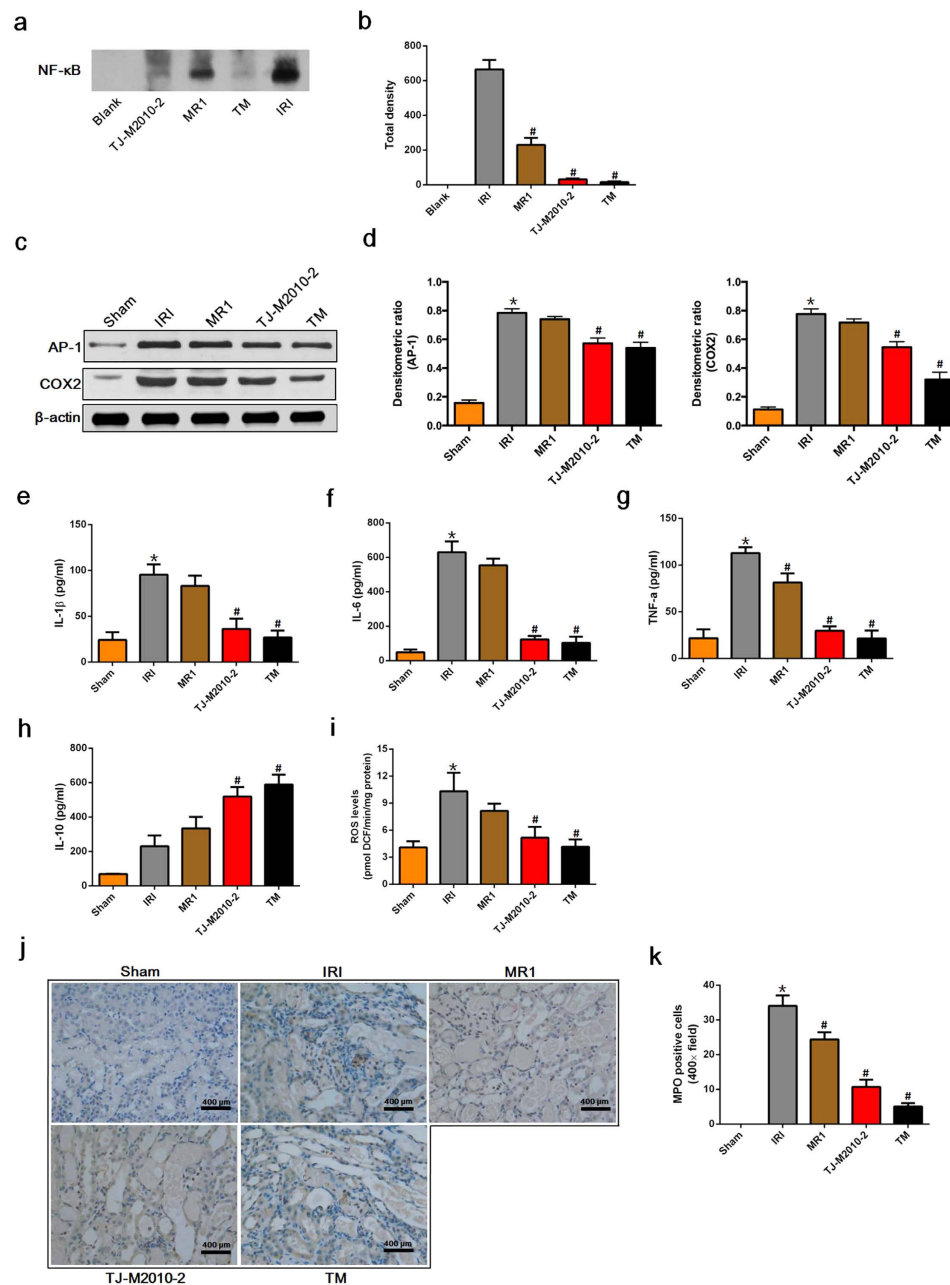 a
NF-κB
Blank
TJ-M2010-2
MR1
TM
IRI
b
Total density
800
600
400
200
0
#
#
#
Blank
IRI
MR1
TJ-M2010-2
TM
c
Sham
IRI
MR1
TJ-M2010-2
TM
AP-1
COX2
β-actin
d
Densitometric ratio
(AP-1)
1.0
0.8
0.6
0.4
0.2
0.0
*
#
#
Sham
IRI
MR1
TJ-M2010-2
TM
Densitometric ratio
(COX2)
1.0
0.8
0.6
0.4
0.2
0.0
*
#
#
Sham
IRI
MR1
TJ-M2010-2
TM
e
IL-1β (pg/ml)
150
100
50
0
*
#
#
Sham
IRI
MR1
TJ-M2010-2
TM
f
IL-6 (pg/ml)
800
600
400
200
0
*
#
#
Sham
IRI
MR1
TJ-M2010-2
TM
g
TNF-a (pg/ml)
150
100
50
0
*
#
#
#
Sham
IRI
MR1
TJ-M2010-2
TM
h
IL-10 (pg/ml)
800
600
400
200
0
#
#
Sham
IRI
MR1
TJ-M2010-2
TM
i
ROS levels
(pmol DCF/min/mg protein)
15
12
9
6
3
0
*
#
#
Sham
IRI
MR1
TJ-M2010-2
TM
j
Sham
IRI
MR1
400 μm
400 μm
400 μm
400 μm
400 μm
TJ-M2010-2
TM
k
MPO positive cells
(400× field)
40
30
20
10
0
*
#
#
#
Sham
IRI
MR1
TJ-M2010-2
TM